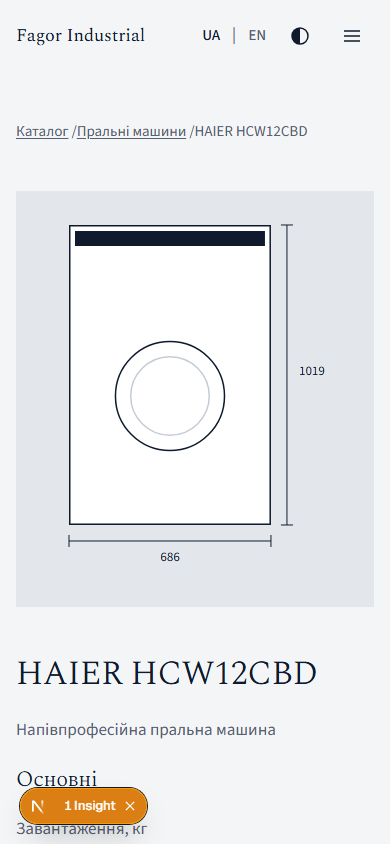 Fagor Industrial
UA | EN
Каталог /Пральні машини /HAIER HCW12CBD
1019
686
HAIER HCW12CBD
Напівпрофесійна пральна машина
Основні
1 Insight
Завантаження, кг